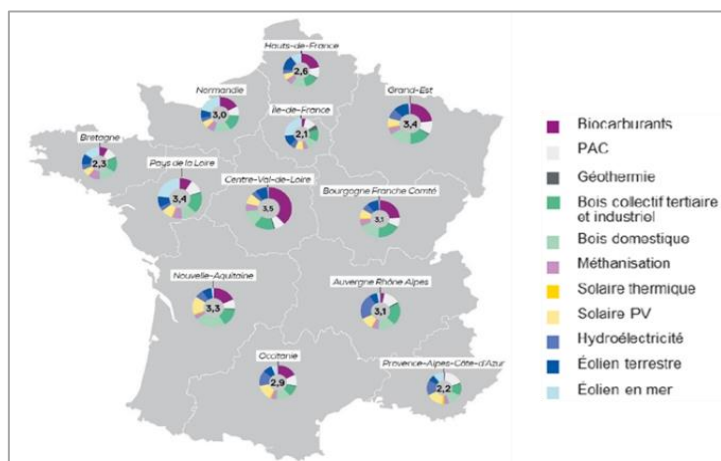 Hauts-de-France
2,6
Normandie
3,0
Île-de-France
2,1
Grand-Est
3,4
Bretagne
2,3
Pays de la Loire
3,4
Centre-Val-de-Loire
3,5
Bourgogne Franche Comté
3,1
Nouvelle-Aquitaine
3,3
Auvergne Rhône Alpes
3,1
Occitanie
2,9
Provence-Alpes-Côte-d'Azur
2,2
Biocarburants
PAC
Géothermie
Bois collectif tertiaire
et industriel
Bois domestique
Méthanisation
Solaire thermique
Solaire PV
Hydroélectricité
Éolien terrestre
Éolien en mer